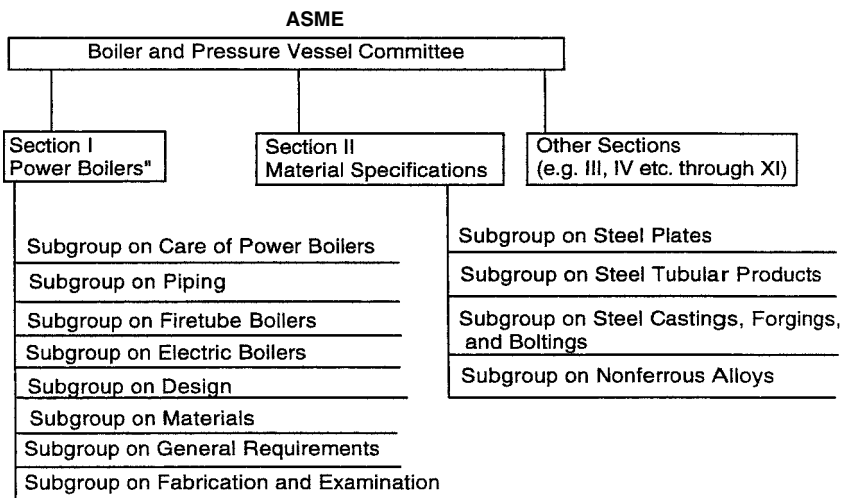 ASME
Boiler and Pressure Vessel Committee
Section I
Power Boilers"
Section II
Material Specifications
Other Sections
(e.g. III, IV etc. through XI)
Subgroup on Care of Power Boilers
Subgroup on Piping
Subgroup on Firetube Boilers
Subgroup on Electric Boilers
Subgroup on Design
Subgroup on Materials
Subgroup on General Requirements
Subgroup on Fabrication and Examination
Subgroup on Steel Plates
Subgroup on Steel Tubular Products
Subgroup on Steel Castings, Forgings,
and Boltings
Subgroup on Nonferrous Alloys